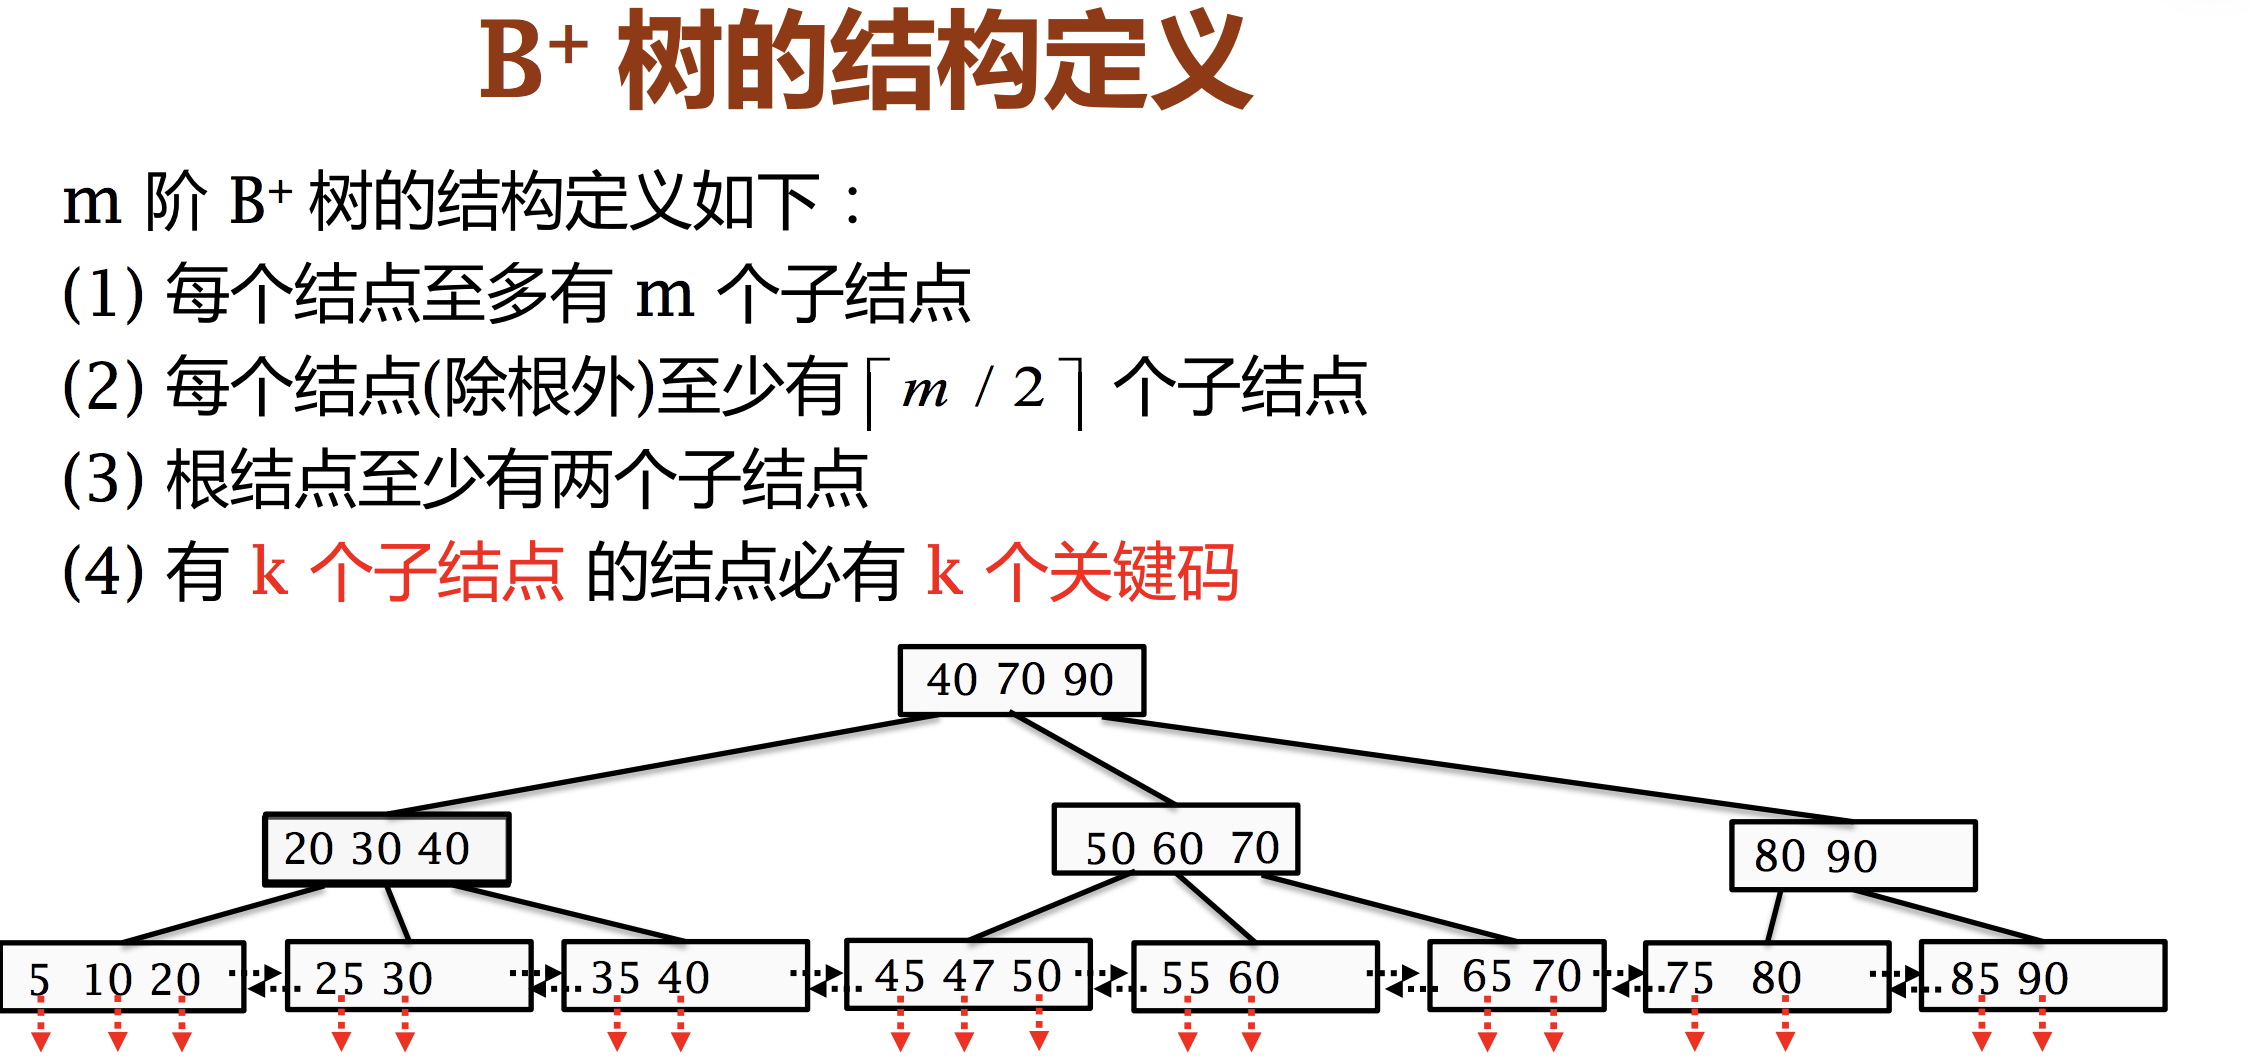 B⁺ 树的结构定义
m 阶 B⁺ 树的结构定义如下：
(1) 每个结点至多有 m 个子结点
(2) 每个结点(除根外)至少有⌈m / 2⌉ 个子结点
(3) 根结点至少有两个子结点
(4) 有 k 个子结点 的结点必有 k 个关键码
40 70 90
20 30 40
50 60 70
80 90
5 10 20
25 30
35 40
45 47 50
55 60
65 70
75 80
85 90